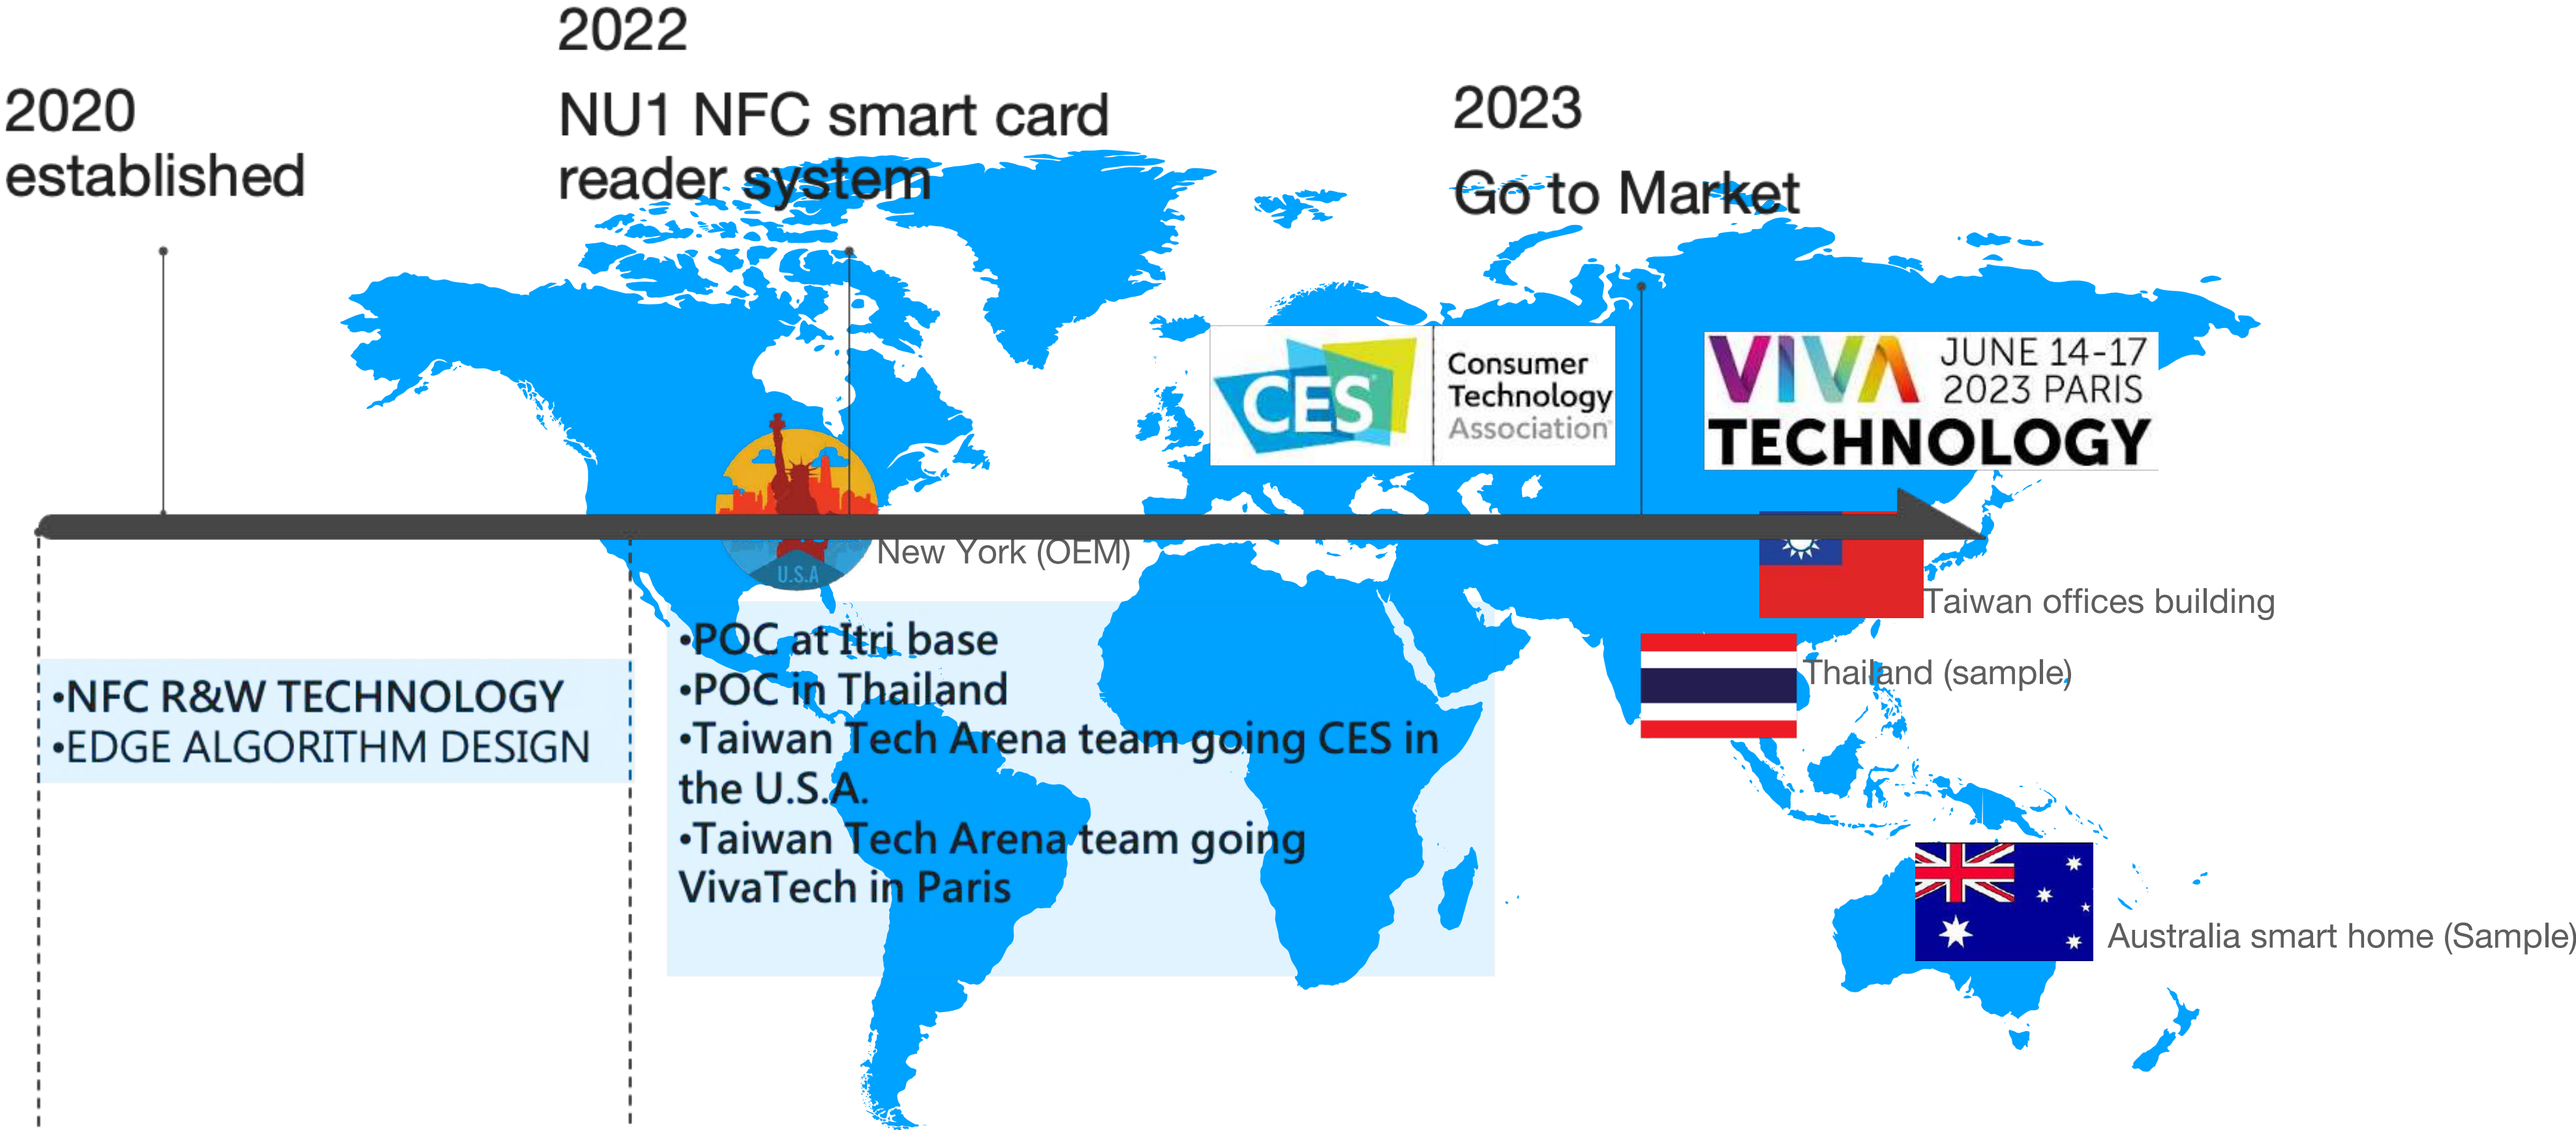 2020
established
2022
NU1 NFC smart card
reader system
2023
Go to Market
CES
Consumer
Technology
Association
VIVA
JUNE 14-17
2023 PARIS
TECHNOLOGY
U.S.A
New York (OEM)
Taiwan offices building
Thailand (sample)
Australia smart home (Sample)
•NFC R&W TECHNOLOGY
•EDGE ALGORITHM DESIGN
•POC at Itri base
•POC in Thailand
•Taiwan Tech Arena team going CES in
the U.S.A.
•Taiwan Tech Arena team going
VivaTech in Paris